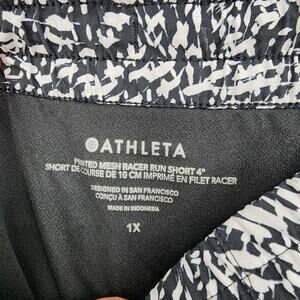 ATHLETA
PRINTED MESH RACER RUN SHORT 4"
SHORT DE COURSE DE 10 CM IMPRIMÉ EN FILET RACER
DESIGNED IN SAN FRANCISCO
CONÇU À SAN FRANCISCO
MADE IN INDONESIA
1X